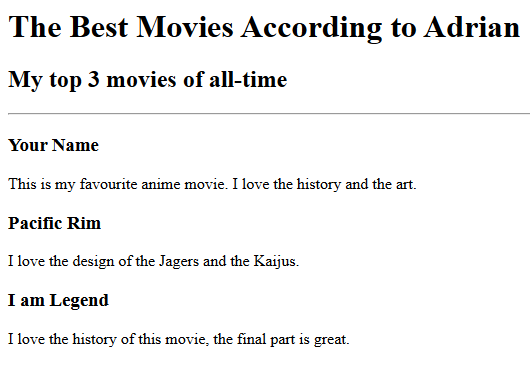 The Best Movies According to Adrian
My top 3 movies of all-time
Your Name
This is my favourite anime movie. I love the history and the art.
Pacific Rim
I love the design of the Jagers and the Kaijus.
I am Legend
I love the history of this movie, the final part is great.